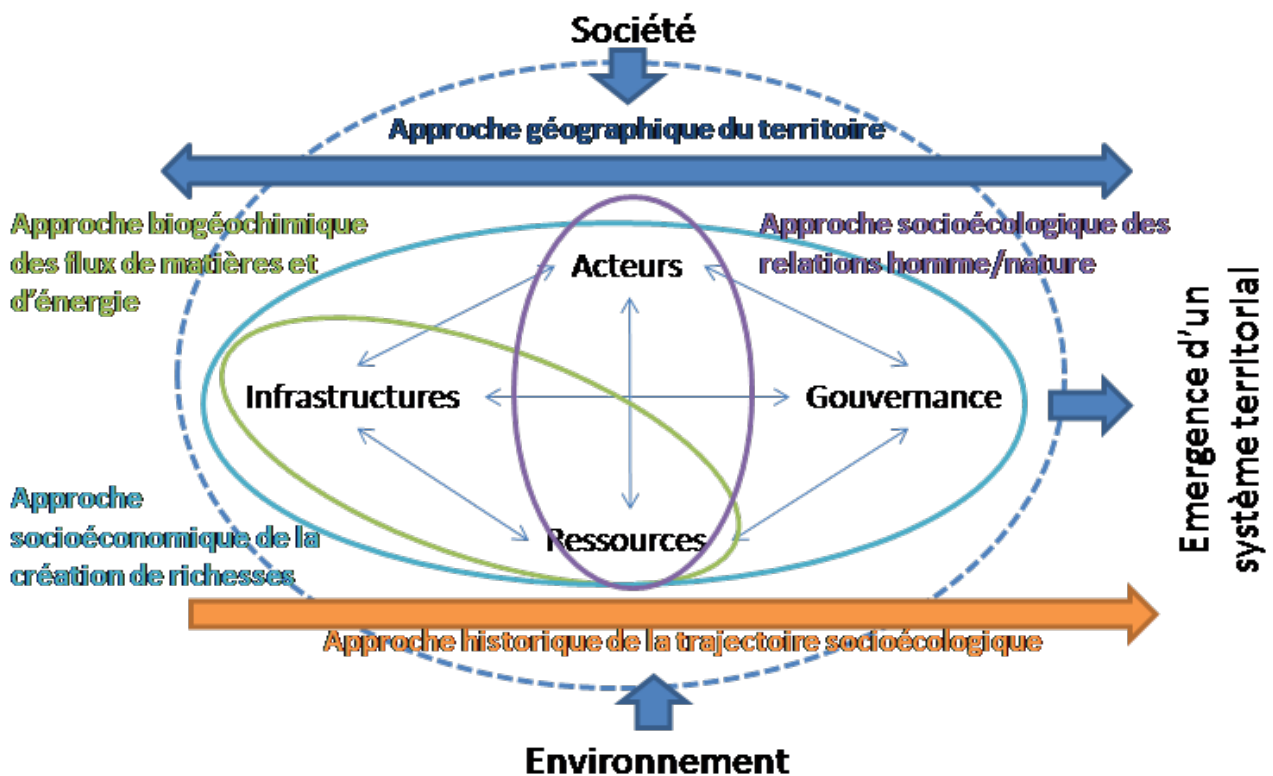 Société
Approche géographique du territoire
Approche biogéochimique
des flux de matières et
d'énergie
Approche socioécologique des
relations homme/nature
Acteurs
Infrastructures
Gouvernance
Ressources
Approche
socioéconomique de la
création de richesses
Emergence d'un
système territorial
Approche historique de la trajectoire socioécologique
Environnement